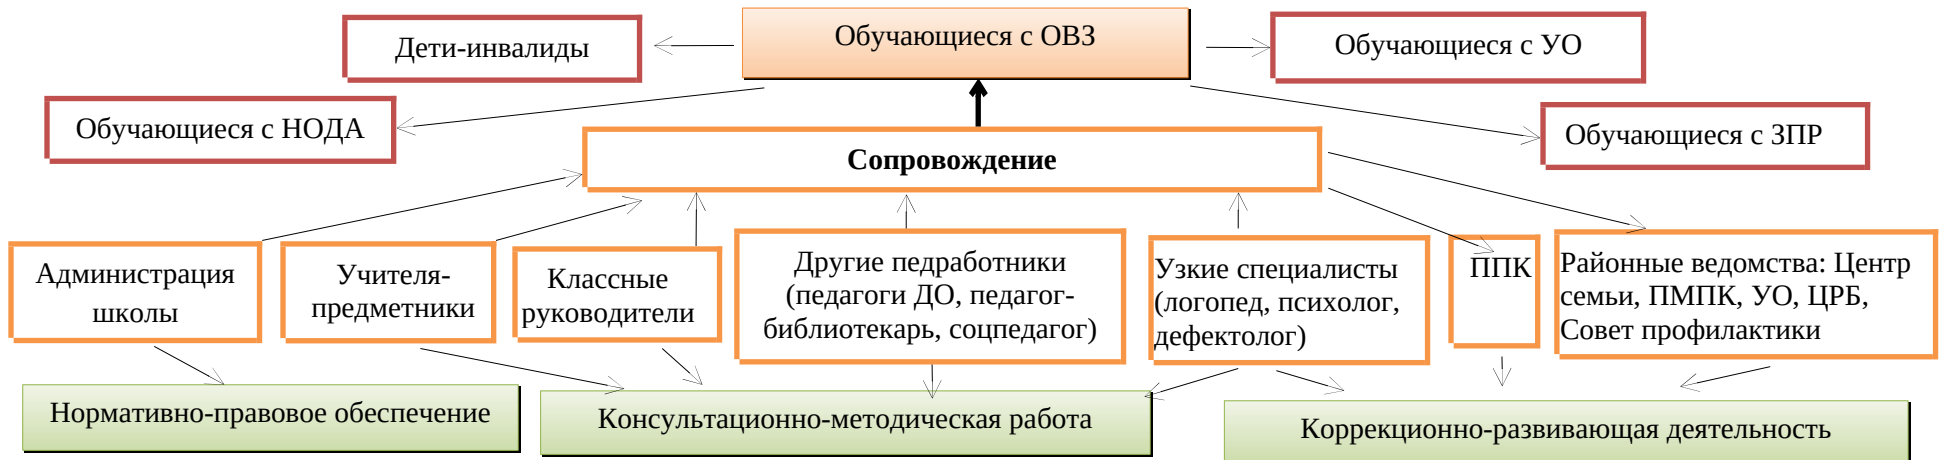 Обучающиеся с ОВЗ
Дети-инвалиды
Обучающиеся с УО
Обучающиеся с НОДА
Обучающиеся с ЗПР
Сопровождение
Администрация
школы
Учителя-
предметники
Классные
руководители
Другие педработники
(педагоги ДО, педагог-
библиотекарь, соцпедагог)
Узкие специалисты
(логопед, психолог,
дефектолог)
ППК
Районные ведомства: Центр
семьи, ПМПК, УО, ЦРБ,
Совет профилактики
Нормативно-правовое обеспечение
Консультационно-методическая работа
Коррекционно-развивающая деятельность